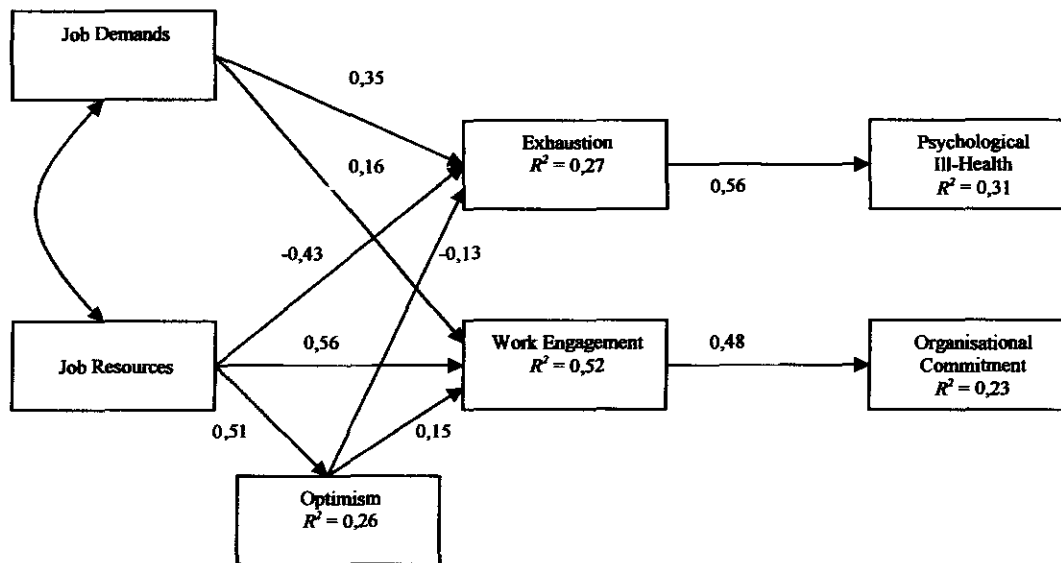 Job Demands
0,35
Exhaustion
R² = 0,27
Psychological
Ill-Health
R² = 0,31
0,16
0,56
-0,43
-0,13
Job Resources
0,56
Work Engagement
R² = 0,52
0,48
Organisational
Commitment
R² = 0,23
0,51
0,15
Optimism
R² = 0,26